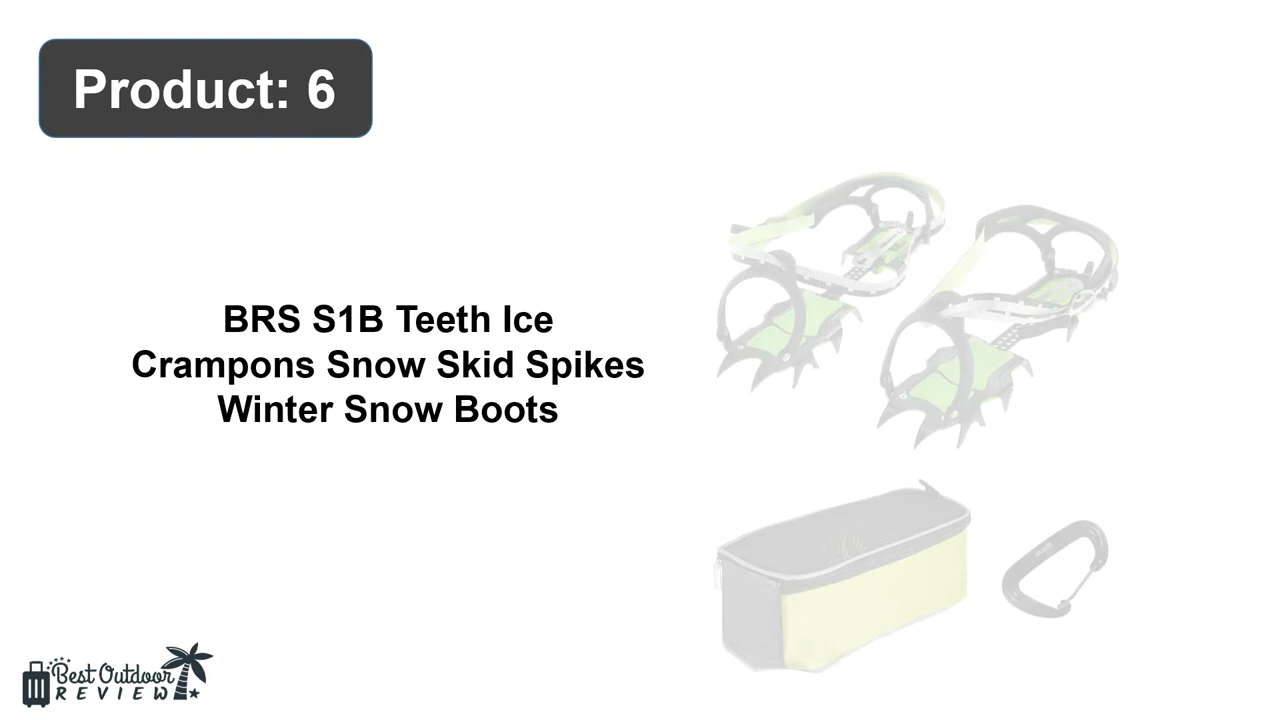 Product: 6
BRS S1B Teeth Ice
Crampons Snow Skid Spikes
Winter Snow Boots
Best Outdoor
REVIEW